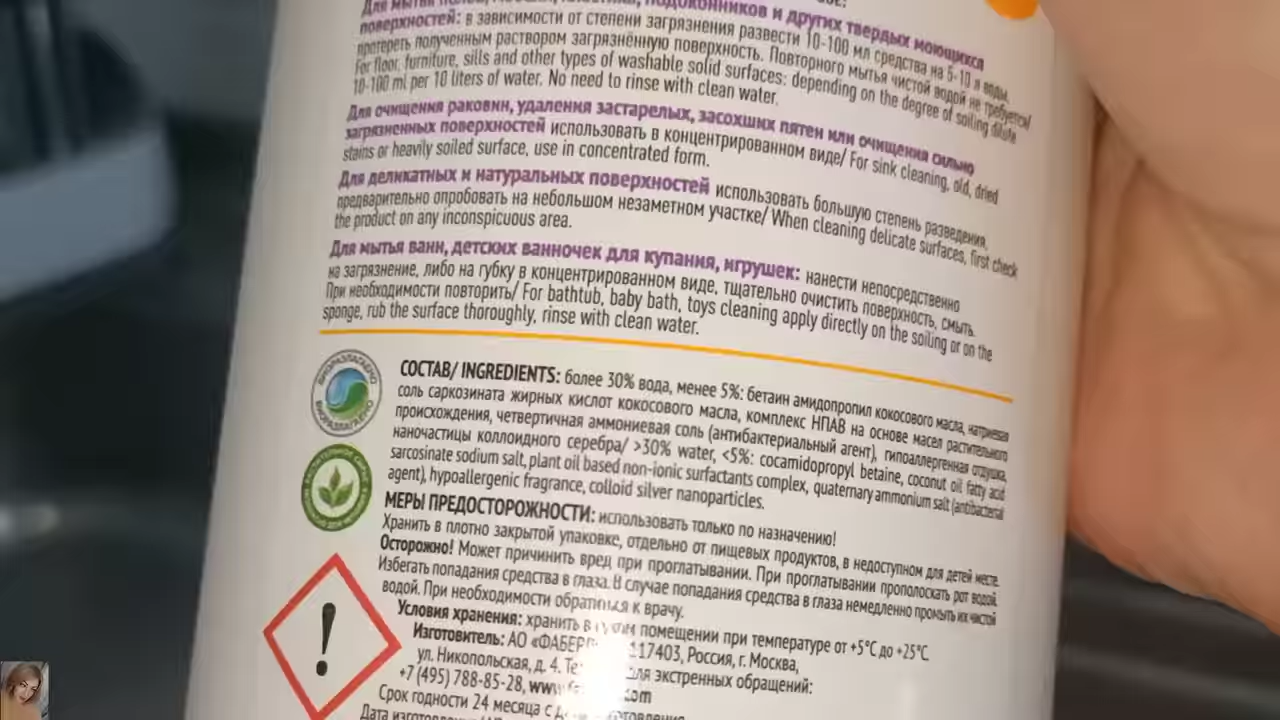 Для мытья полов, мебели, пластика, подоконников и других твердых моющихся
поверхностей: в зависимости от степени загрязнения развести 10-100 мл средства на 5-10 л воды,
протереть полученным раствором загрязнённую поверхность. Повторного мытья чистой водой не требуется/
For floor, furniture, sills and other types of washable solid surfaces: depending on the degree of soiling dilute
10-100 ml per 10 liters of water. No need to rinse with clean water.
Для очищения раковин, удаления застарелых, засохших пятен или очищения сильно
загрязненных поверхностей использовать в концентрированном виде/ For sink cleaning, old, dried
stains or heavily soiled surface, use in concentrated form.
Для деликатных и натуральных поверхностей использовать большую степень разведения,
предварительно опробовать на небольшом незаметном участке/ When cleaning delicate surfaces, first check
the product on any inconspicuous area.
Для мытья ванн, детских ванночек для купания, игрушек: нанести непосредственно
на загрязнение, либо на губку в концентрированном виде, тщательно очистить поверхность, смыть.
При необходимости повторить/ For bathtub, baby bath, toys cleaning apply directly on the soiling or on the
sponge, rub the surface thoroughly, rinse with clean water.
БИОРАЗЛАГАЕМО
БИОРАЗЛАГАЕМО
СОСТАВ/ INGREDIENTS: более 30% вода, менее 5%: бетаин амидопропил кокосового масла, натриевая
соль саркозината жирных кислот кокосового масла, комплекс НПАВ на основе масел растительного
происхождения, четвертичная аммониевая соль (антибактериальный агент), гипоаллергенная отдушка,
наночастицы коллоидного серебра/ >30% water, <5%: cocamidopropyl betaine, coconut oil fatty acid
sarcosinate sodium salt, plant oil based non-ionic surfactants complex, quaternary ammonium salt (antibacterial
agent), hypoallergenic fragrance, colloid silver nanoparticles.
МЕРЫ ПРЕДОСТОРОЖНОСТИ: использовать только по назначению!
Хранить в плотно закрытой упаковке, отдельно от пищевых продуктов, в недоступном для детей месте.
Осторожно! Может причинить вред при проглатывании. При проглатывании прополоскать рот водой.
Избегать попадания средства в глаза. В случае попадания средства в глаза немедленно промыть их чистой
водой. При необходимости обратиться к врачу.
Условия хранения: хранить в сухом помещении при температуре от +5°C до +25°C.
Изготовитель: АО «ФАБЕРЛ 117403, Россия, г. Москва,
ул. Никопольская, д. 4. Те для экстренных обращений:
+7 (495) 788-85-28, www. .com
Срок годности 24 месяца с изготовления
Дата изготовления